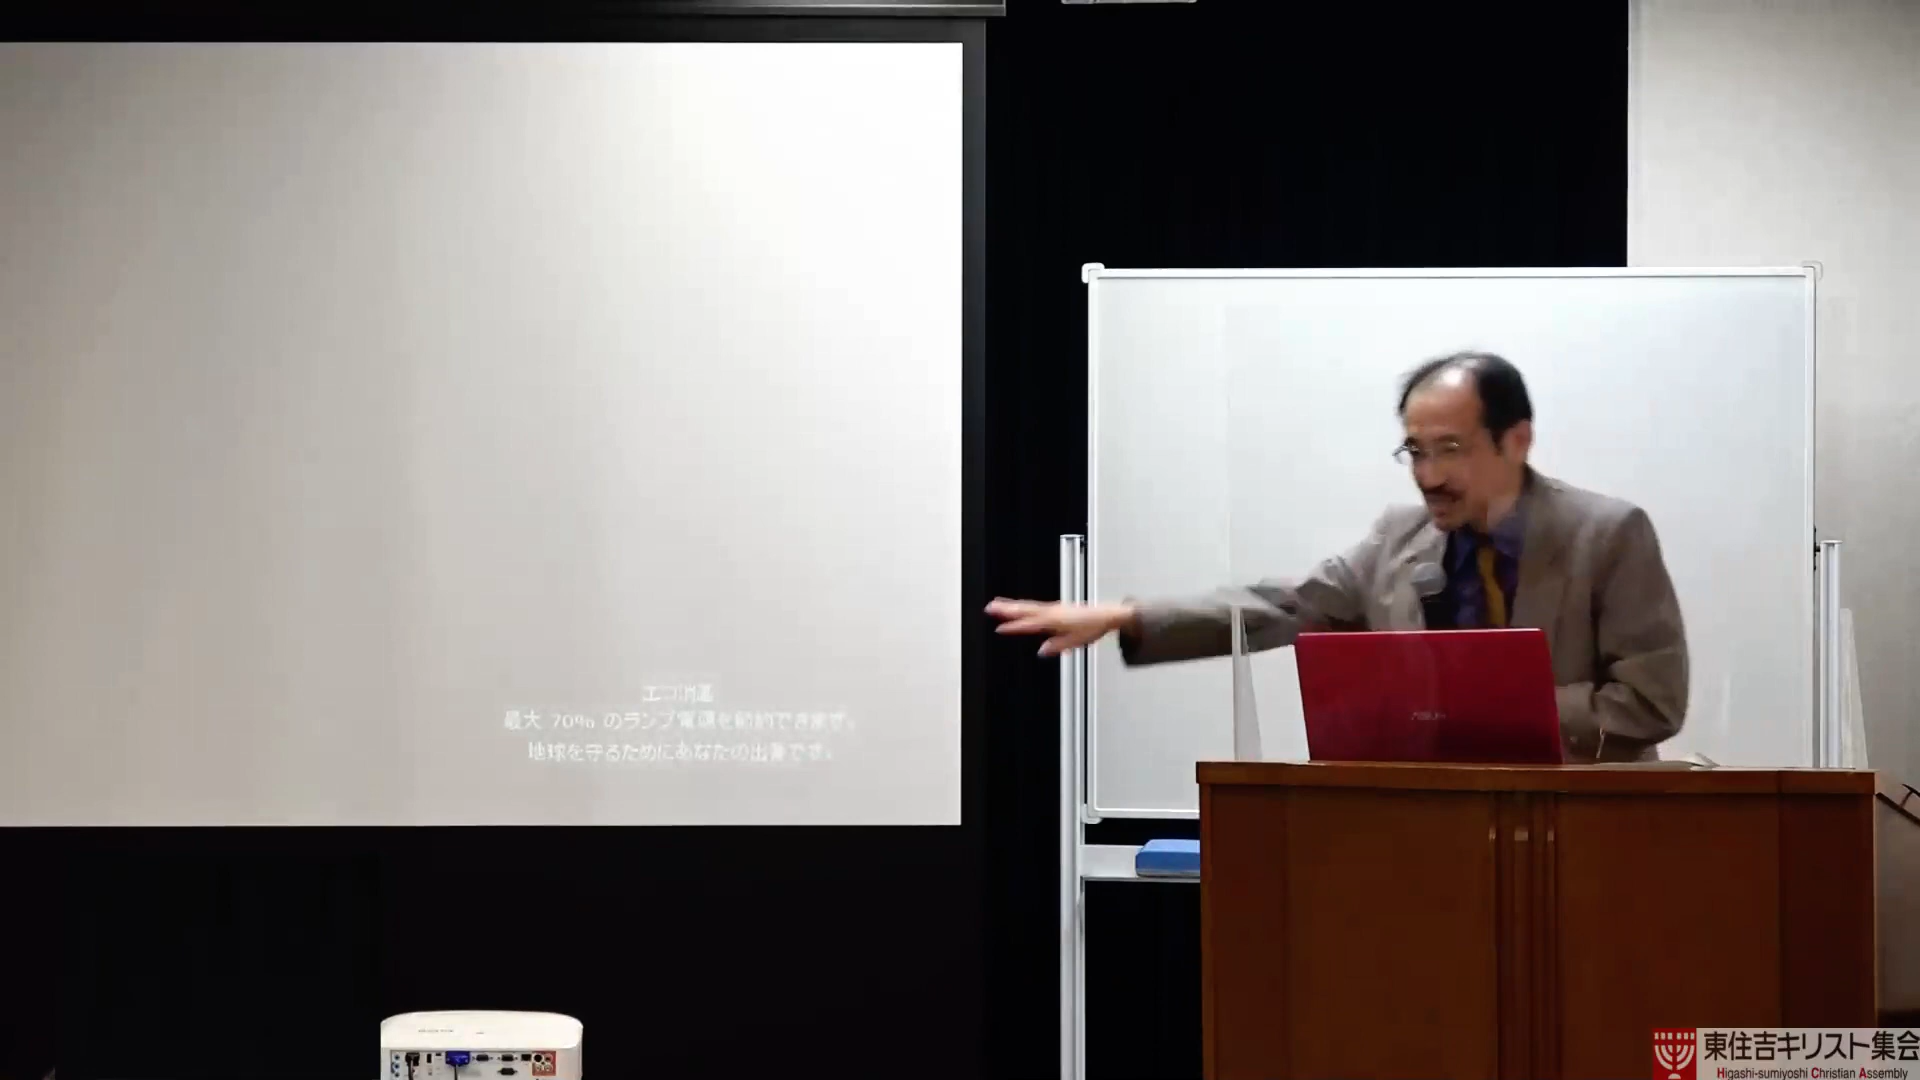 エコ消灯
最大 70% のランプ電源を節約できます。
地球を守るためにあなたの出番です。
ASUS
東住吉キリスト集会
Higashi-sumiyoshi Christian Assembly